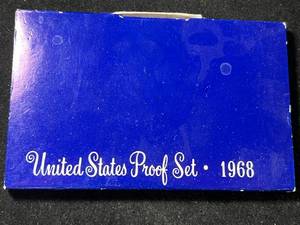 United States Proof Set • 1968